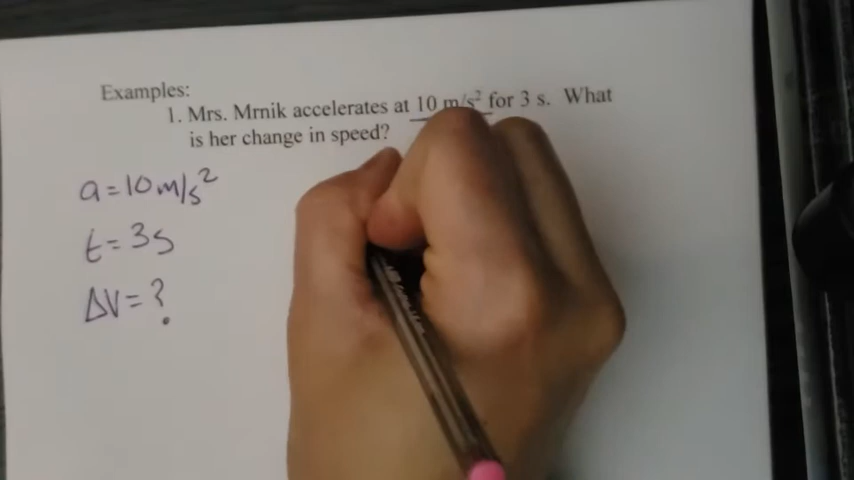 Examples:
1. Mrs. Mrnik accelerates at 10 m/s² for 3 s. What
is her change in speed?
a = 10 m/s²
t = 3s
ΔV = ?